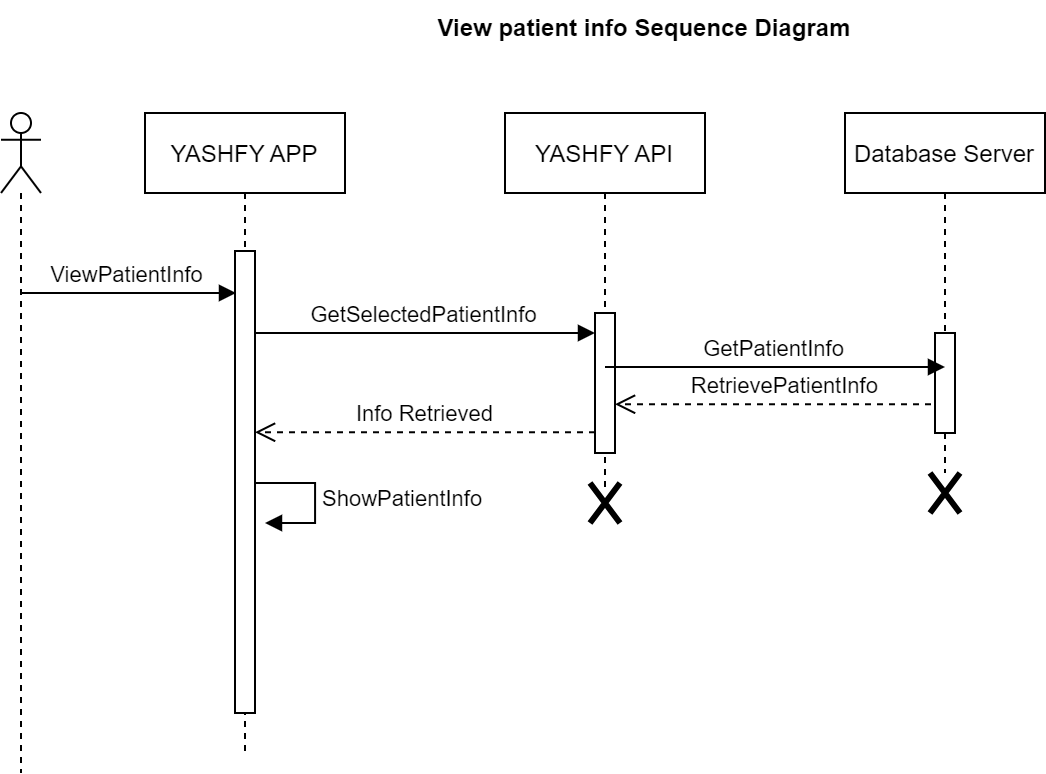 View patient info Sequence Diagram
YASHFY APP
YASHFY API
Database Server
ViewPatientInfo
GetSelectedPatientInfo
GetPatientInfo
RetrievePatientInfo
Info Retrieved
ShowPatientInfo